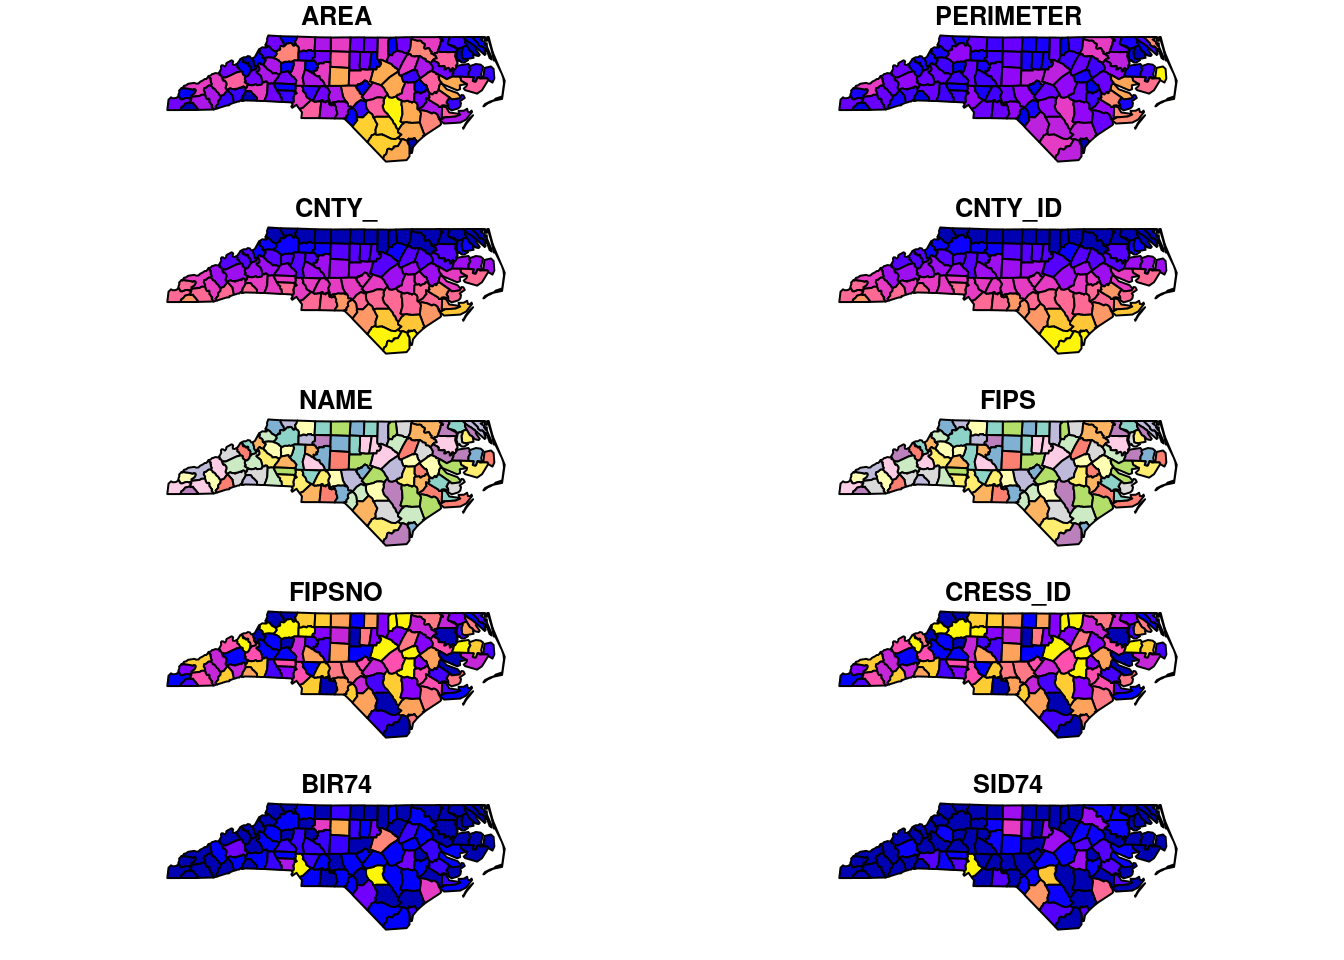 AREA
PERIMETER
CNTY_
CNTY_ID
NAME
FIPS
FIPSNO
CRESS_ID
BIR74
SID74